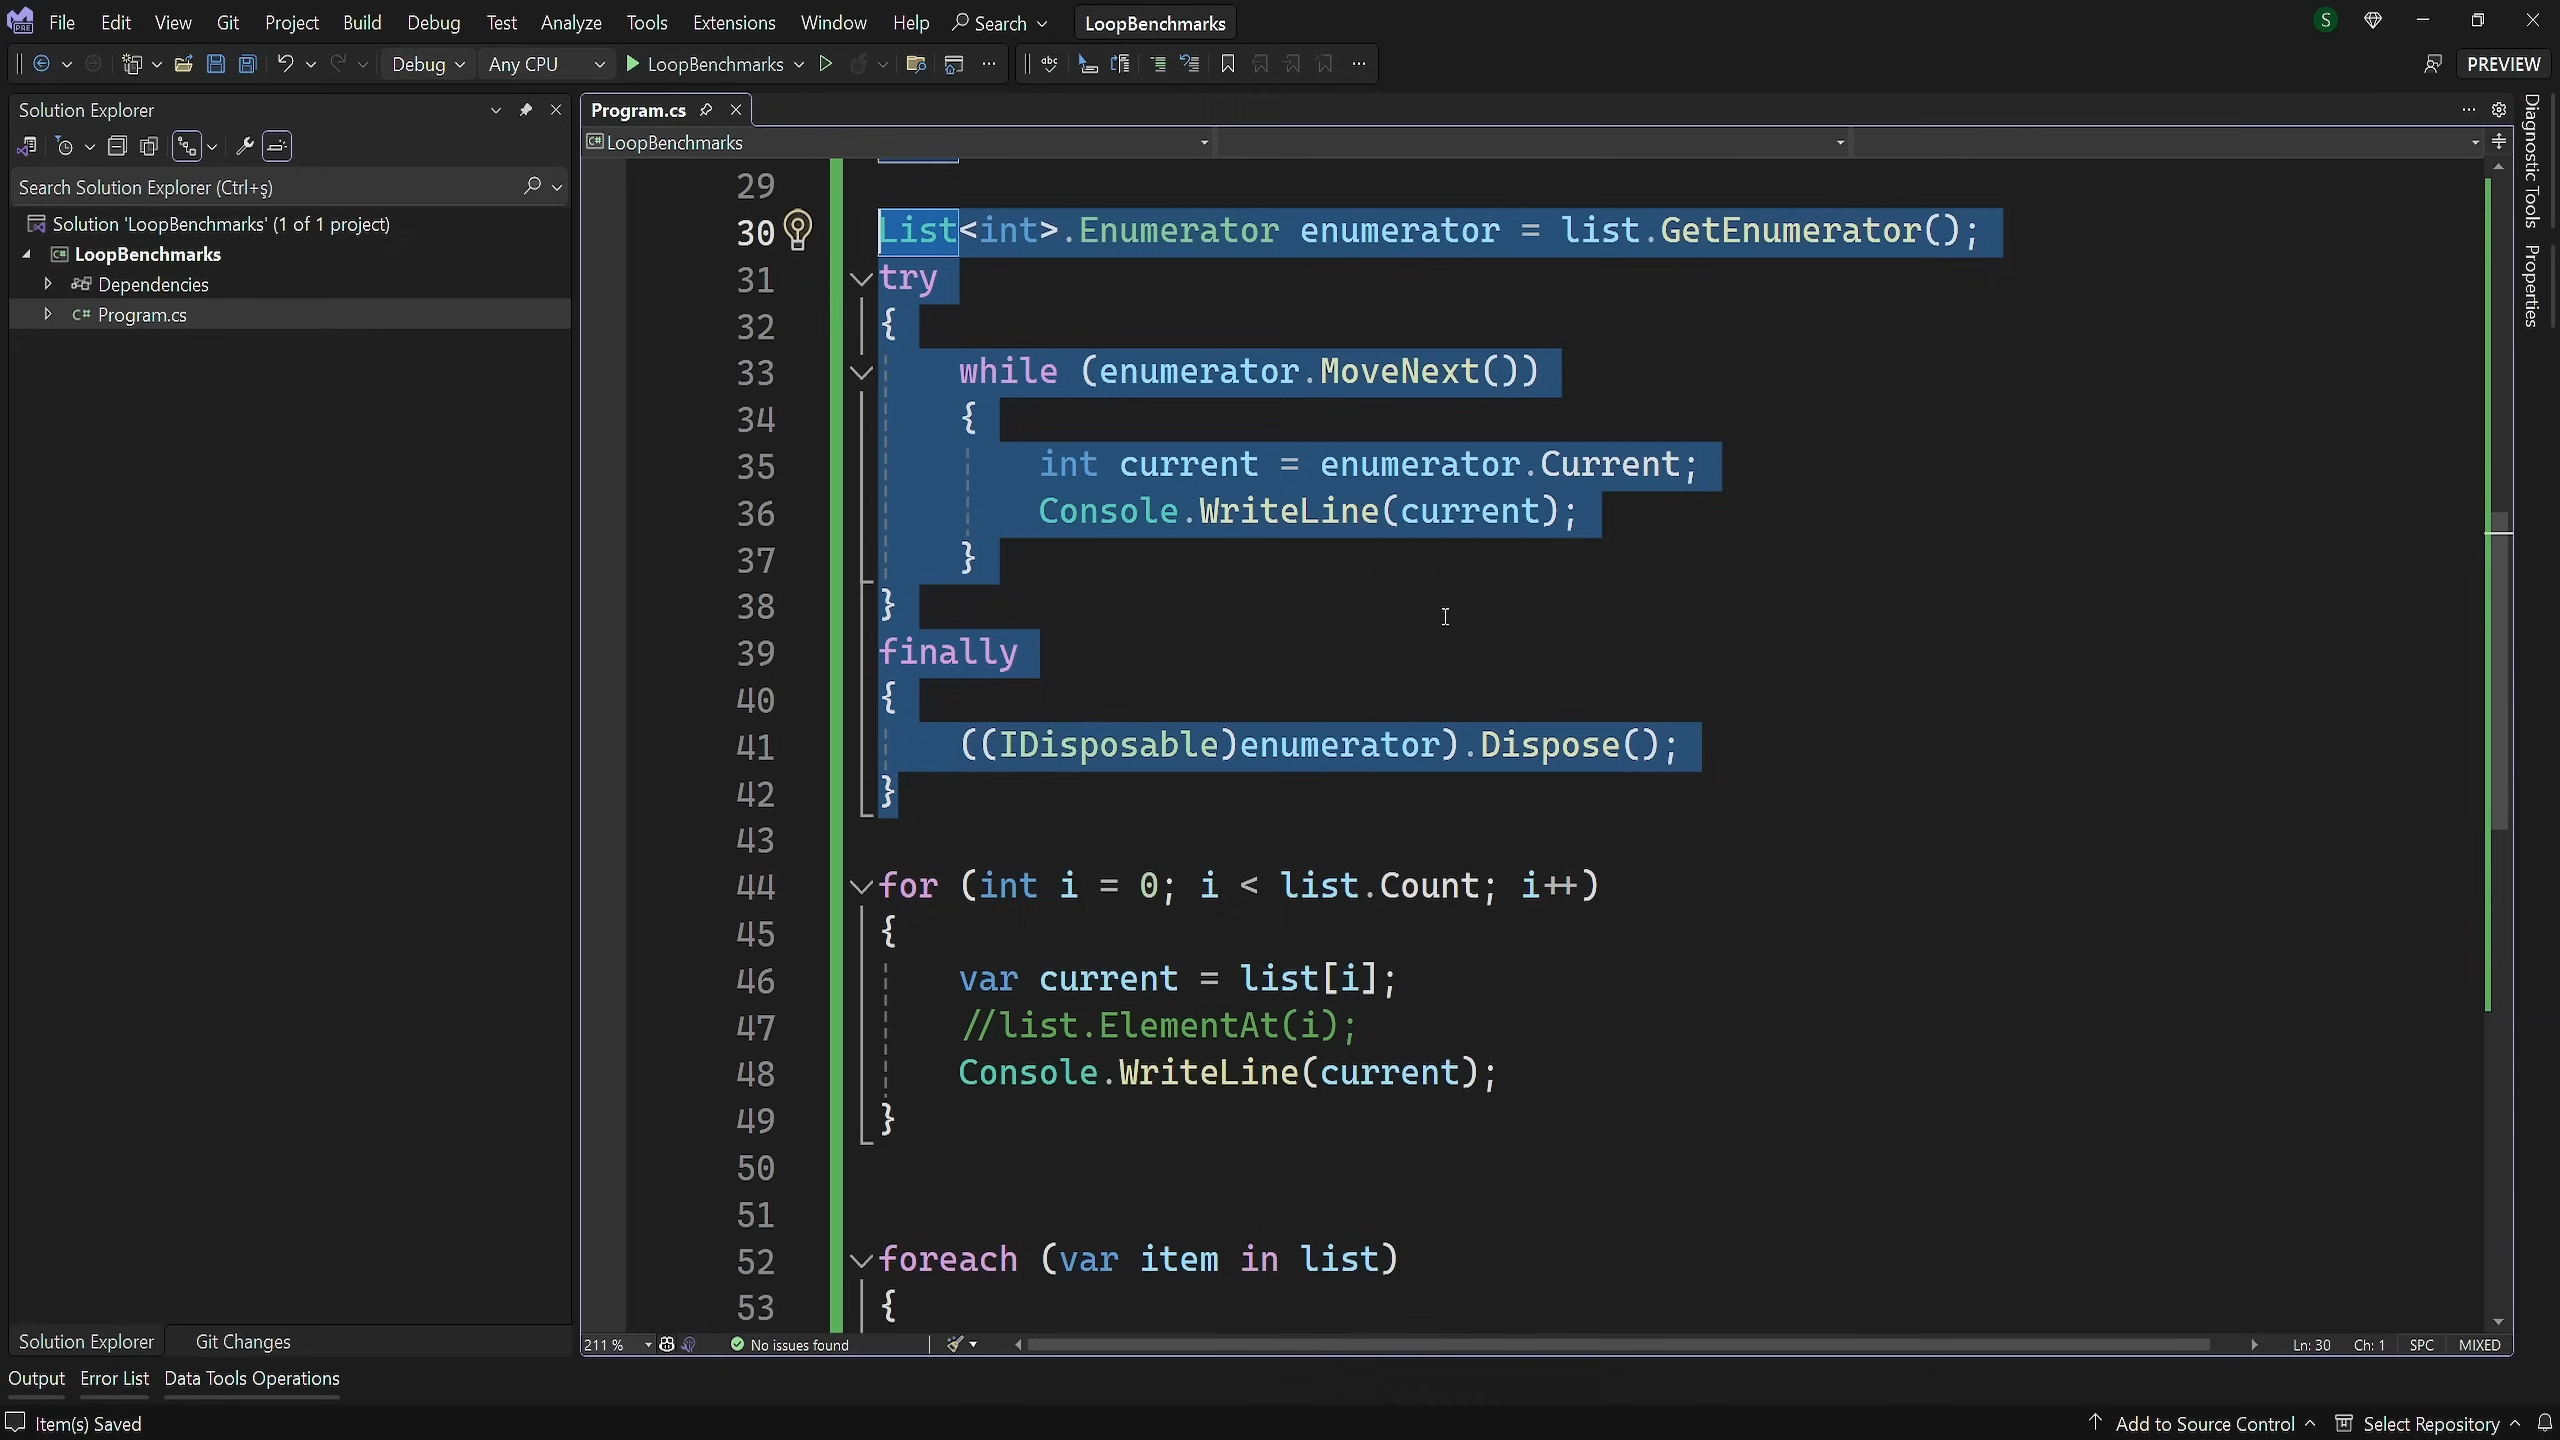 File Edit View Git Project Build Debug Test Analyze Tools Extensions Window Help Search LoopBenchmarks S
Debug Any CPU LoopBenchmarks PREVIEW
Solution Explorer
Search Solution Explorer (Ctrl+ş)
Solution 'LoopBenchmarks' (1 of 1 project)
LoopBenchmarks
Dependencies
C# Program.cs
Program.cs
C# LoopBenchmarks
29
30 List<int>.Enumerator enumerator = list.GetEnumerator();
31 try
32 {
33 while (enumerator.MoveNext())
34 {
35 int current = enumerator.Current;
36 Console.WriteLine(current);
37 }
38 }
39 finally
40 {
41 ((IDisposable)enumerator).Dispose();
42 }
43
44 for (int i = 0; i < list.Count; i++)
45 {
46 var current = list[i];
47 //list.ElementAt(i);
48 Console.WriteLine(current);
49 }
50
51
52 foreach (var item in list)
53 {
Diagnostic Tools
Properties
211 % No issues found Ln: 30 Ch: 1 SPC MIXED
Solution Explorer Git Changes
Output Error List Data Tools Operations
Item(s) Saved Add to Source Control Select Repository